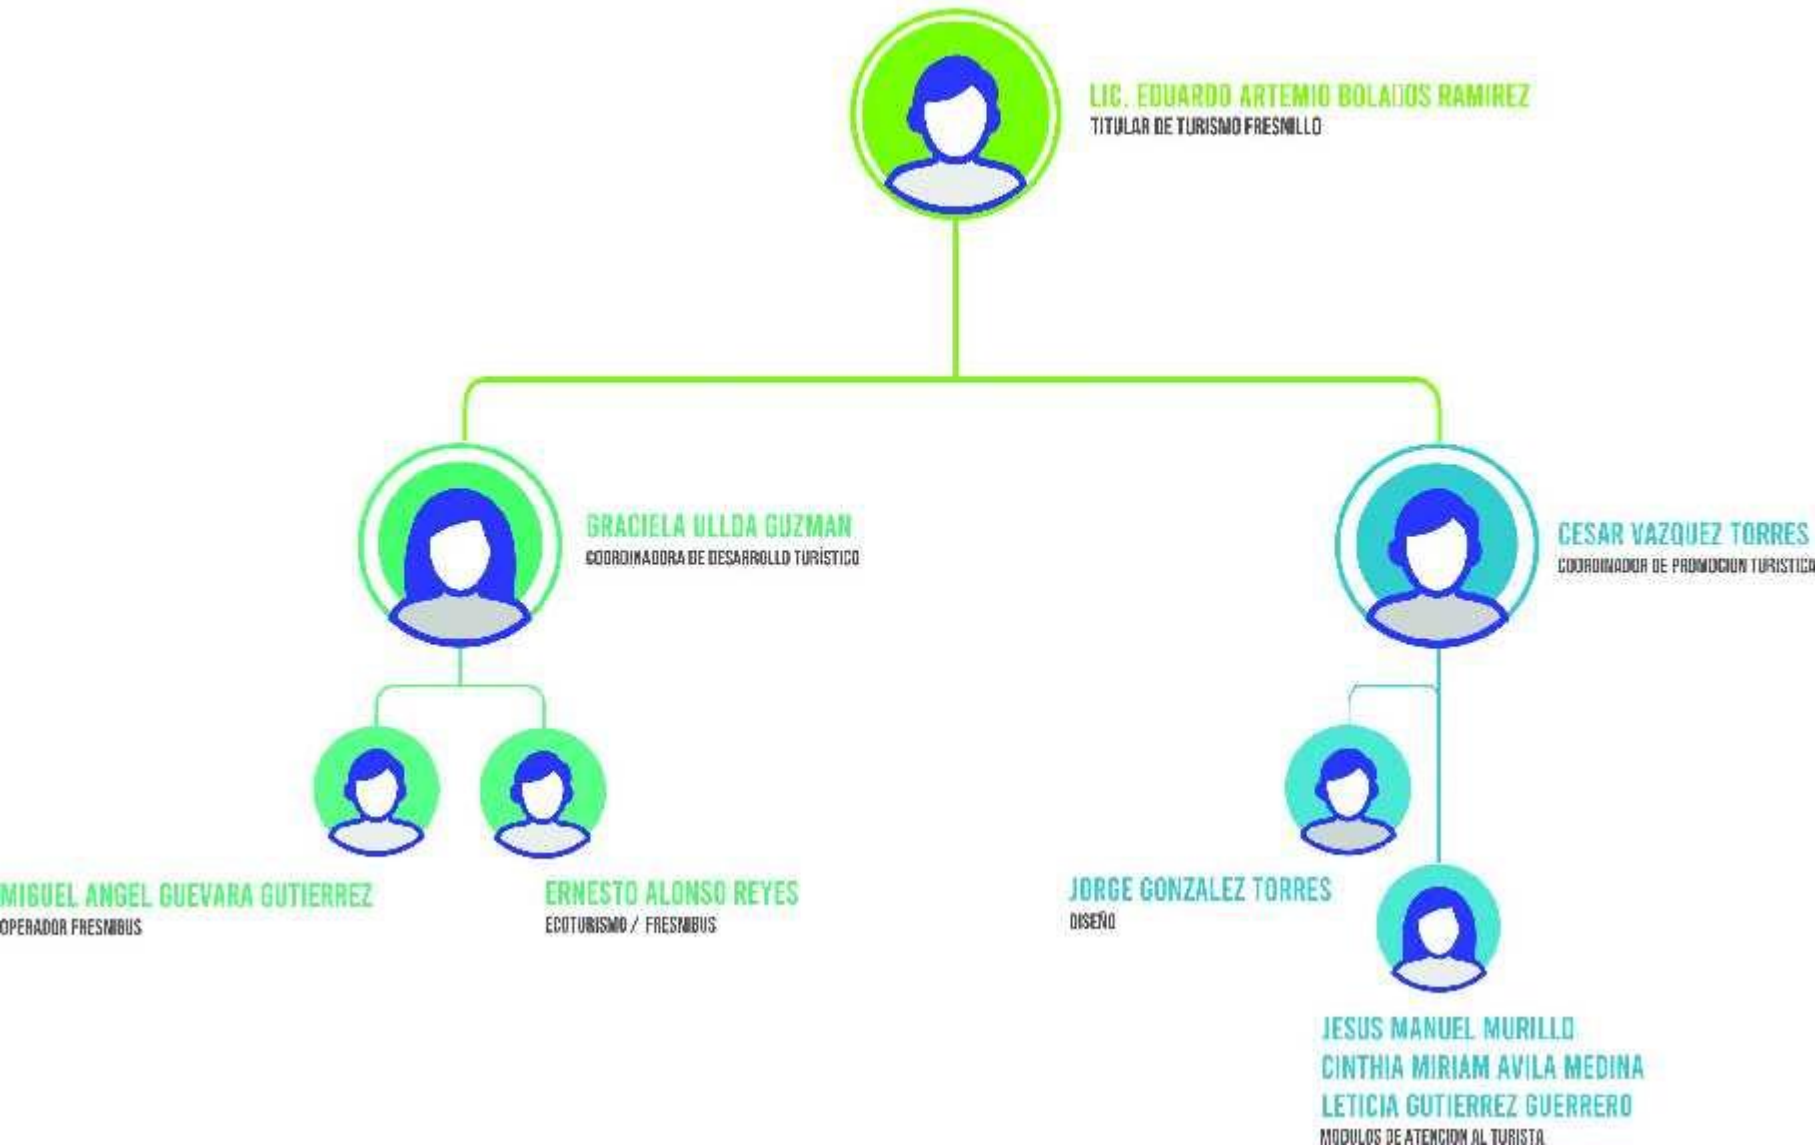 LIC. EDUARDO ARTEMIO BOLA▯OS RAMIREZ
TITULAR DE TURISMO FRESNILLO
GRACIELA ULLOA GUZMAN
COORDINADORA DE DESARROLLO TURÍSTICO
CESAR VAZQUEZ TORRES
COORDINADOR DE PROMOCION TURISTICA
MIGUEL ANGEL GUEVARA GUTIERREZ
OPERADOR FRESNIBUS
ERNESTO ALONSO REYES
ECOTURISMO / FRESNIBUS
JORGE GONZALEZ TORRES
DISEÑO
JESUS MANUEL MURILLO
CINTHIA MIRIAM AVILA MEDINA
LETICIA GUTIERREZ GUERRERO
MODULOS DE ATENCION AL TURISTA